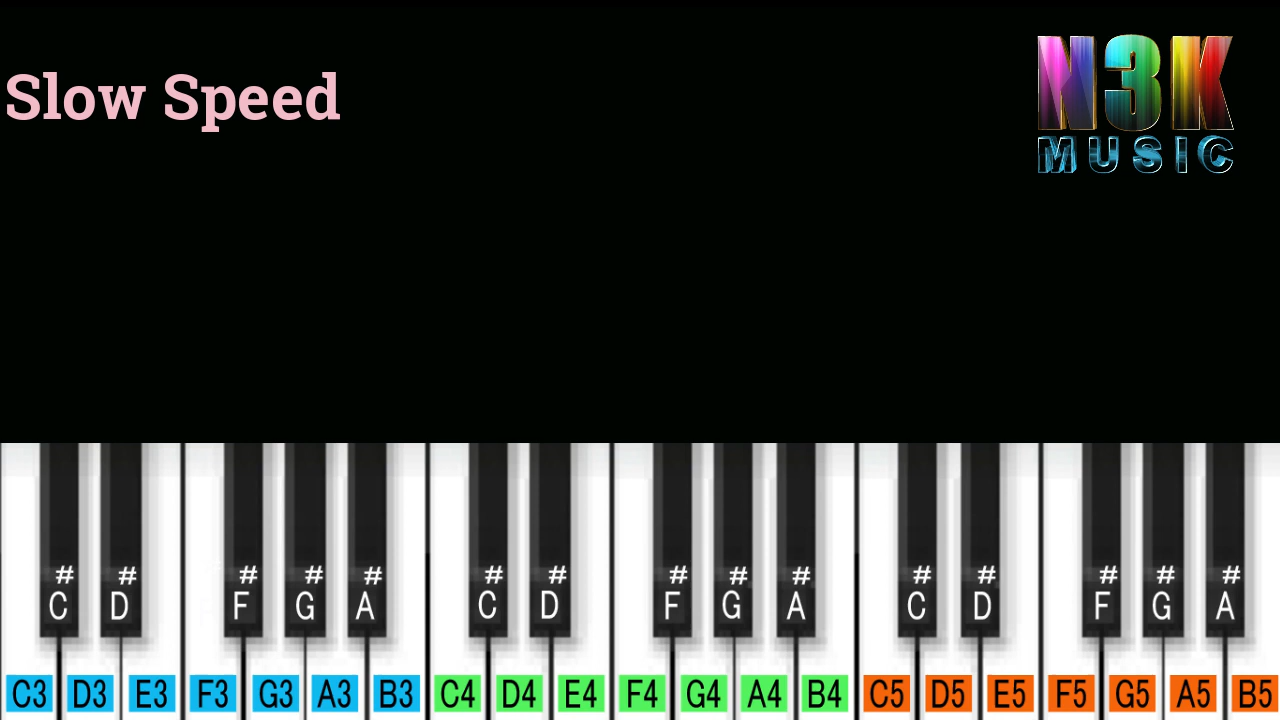 Slow Speed
N3K
MUSIC
# # # # # # # # # # # # # # #
C D F G A C D F G A C D F G A
C3 D3 E3 F3 G3 A3 B3 C4 D4 E4 F4 G4 A4 B4 C5 D5 E5 F5 G5 A5 B5